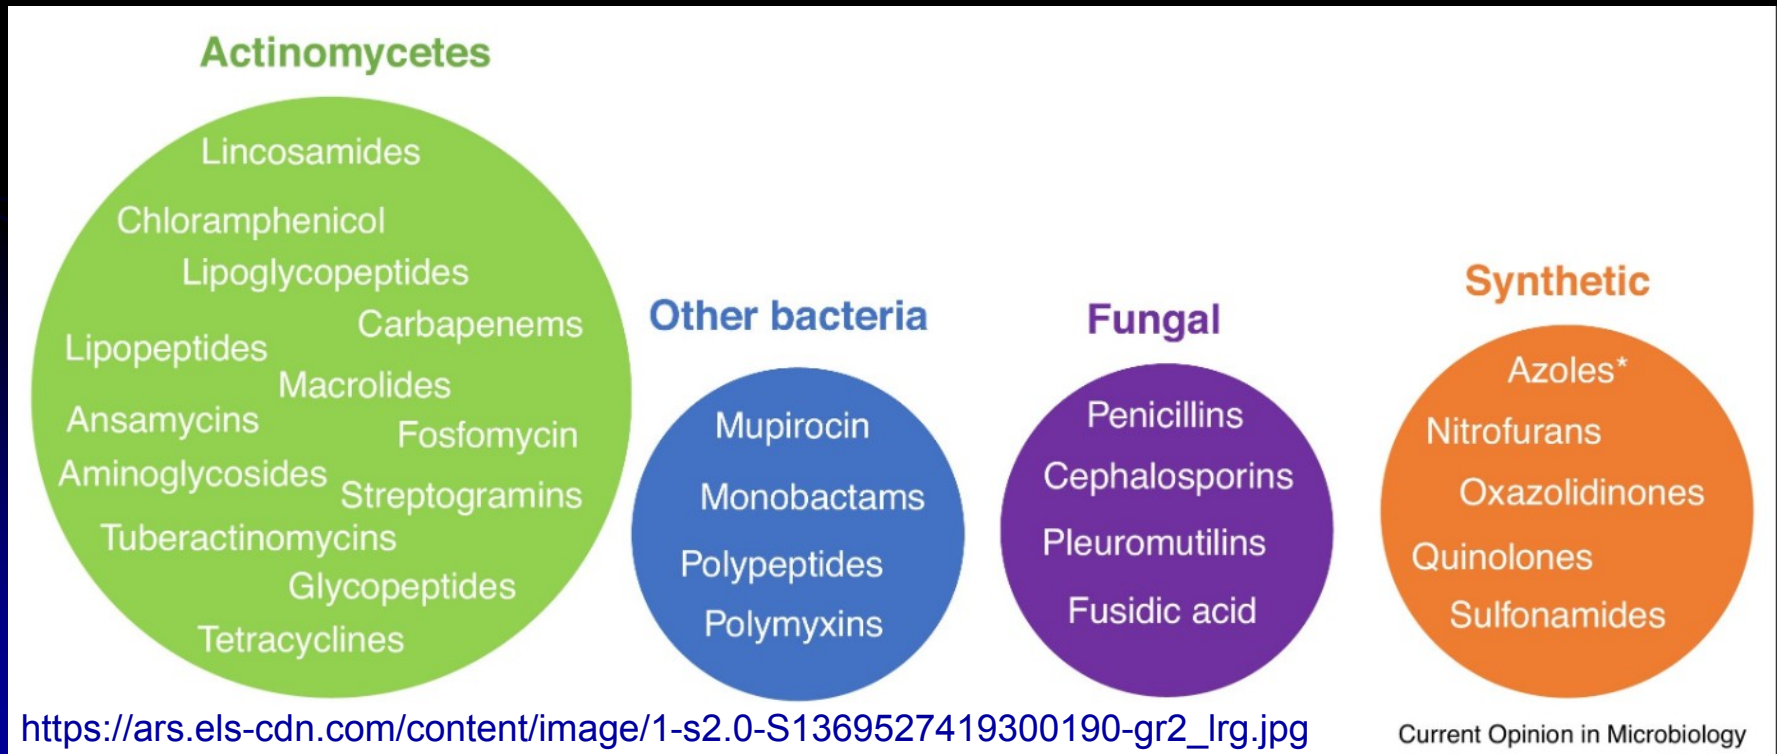 Actinomycetes
Lincosamides
Chloramphenicol
Lipoglycopeptides
Carbapenems
Lipopeptides
Macrolides
Ansamycins
Fosfomycin
Aminoglycosides
Streptogramins
Tuberactinomycins
Glycopeptides
Tetracyclines
Other bacteria
Mupirocin
Monobactams
Polypeptides
Polymyxins
Fungal
Penicillins
Cephalosporins
Pleuromutilins
Fusidic acid
Synthetic
Azoles*
Nitrofurans
Oxazolidinones
Quinolones
Sulfonamides
https://ars.els-cdn.com/content/image/1-s2.0-S1369527419300190-gr2_lrg.jpg
Current Opinion in Microbiology